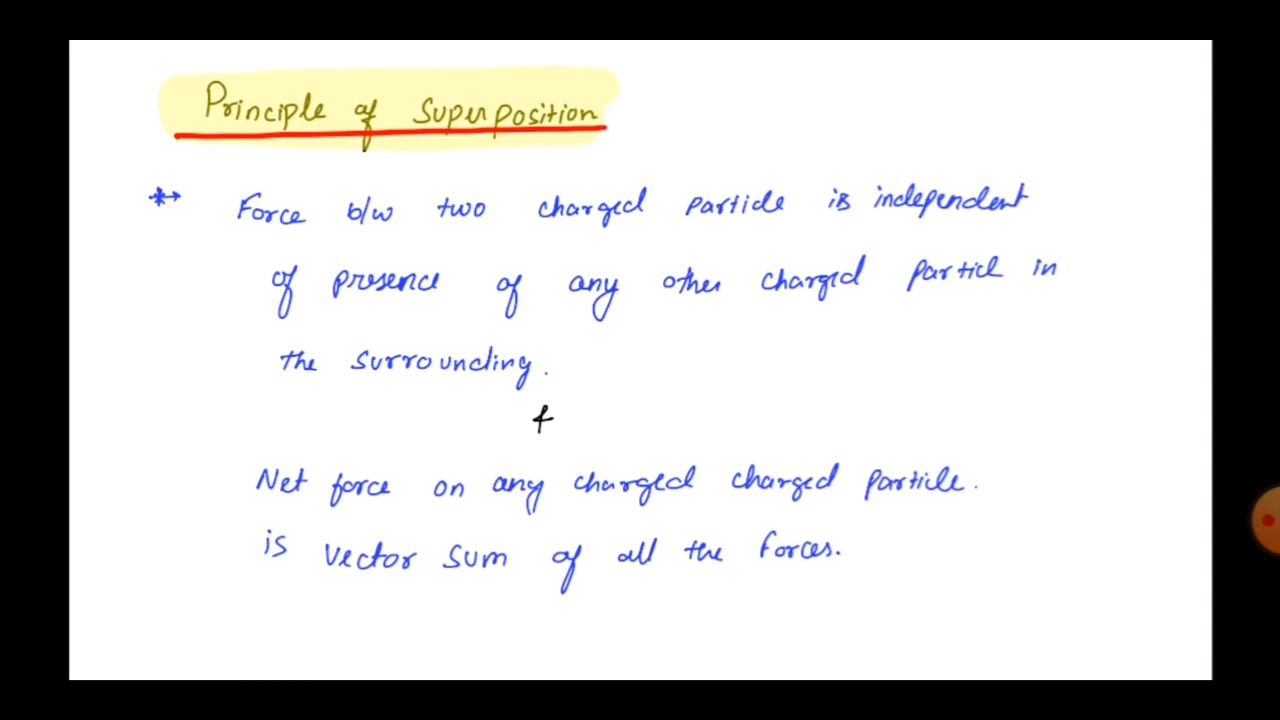 Principle of Superposition
*→ Force b/w two charged particle is independent
of presence of any other charged particl in
the surrounding.
&
Net force on any charged charged particle.
is vector sum of all the forces.